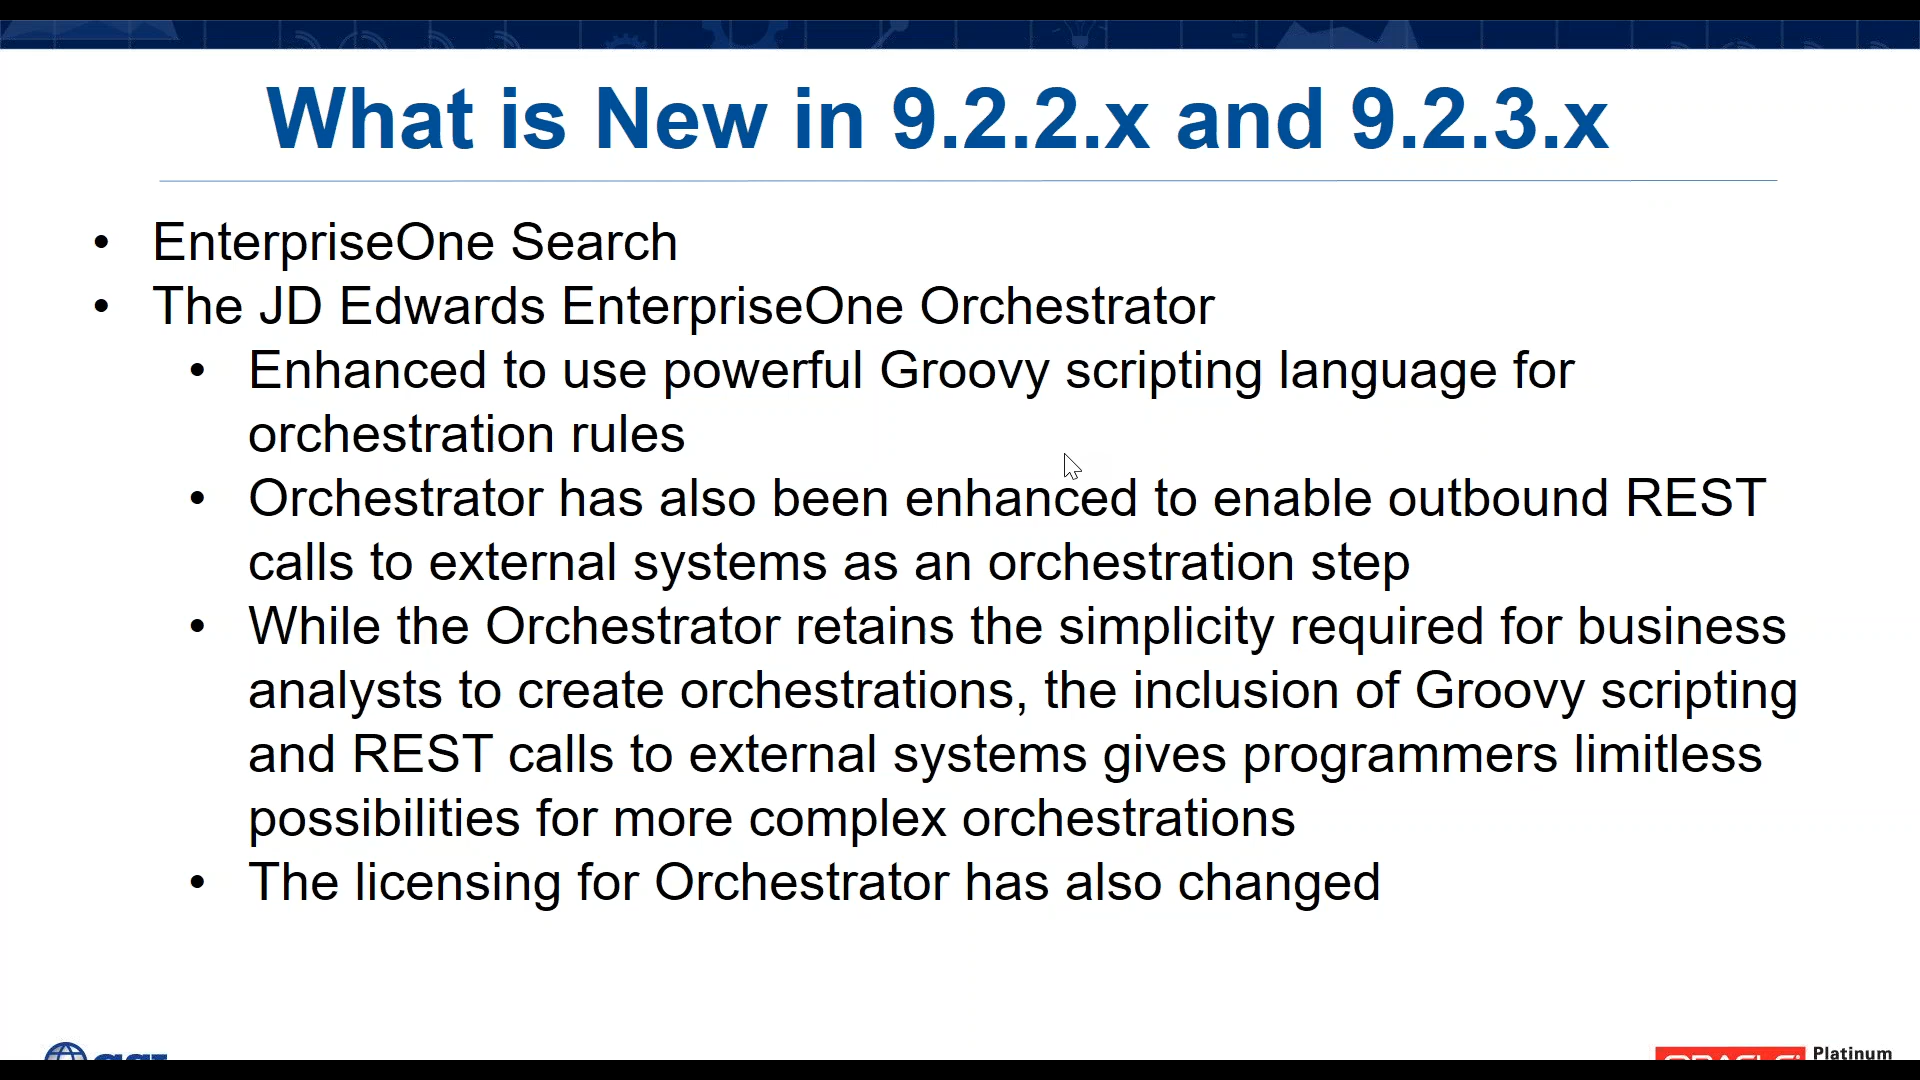 What is New in 9.2.2.x and 9.2.3.x
• EnterpriseOne Search
• The JD Edwards EnterpriseOne Orchestrator
• Enhanced to use powerful Groovy scripting language for
orchestration rules
• Orchestrator has also been enhanced to enable outbound REST
calls to external systems as an orchestration step
• While the Orchestrator retains the simplicity required for business
analysts to create orchestrations, the inclusion of Groovy scripting
and REST calls to external systems gives programmers limitless
possibilities for more complex orchestrations
• The licensing for Orchestrator has also changed
ORACLE Platinum